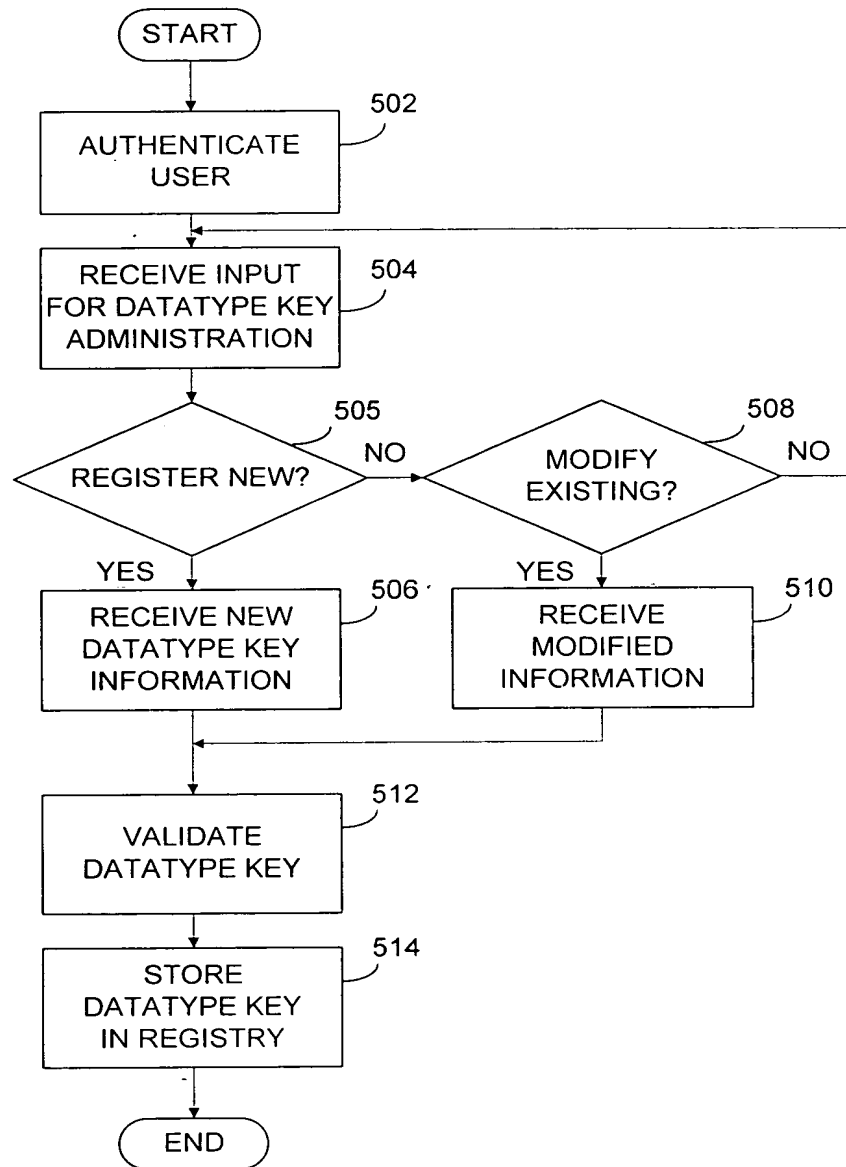 START
502
AUTHENTICATE
USER
RECEIVE INPUT
FOR DATATYPE KEY
ADMINISTRATION
504
505
REGISTER NEW?
NO
508
MODIFY
EXISTING?
NO
YES
RECEIVE NEW
DATATYPE KEY
INFORMATION
506
YES
RECEIVE
MODIFIED
INFORMATION
510
512
VALIDATE
DATATYPE KEY
514
STORE
DATATYPE KEY
IN REGISTRY
END